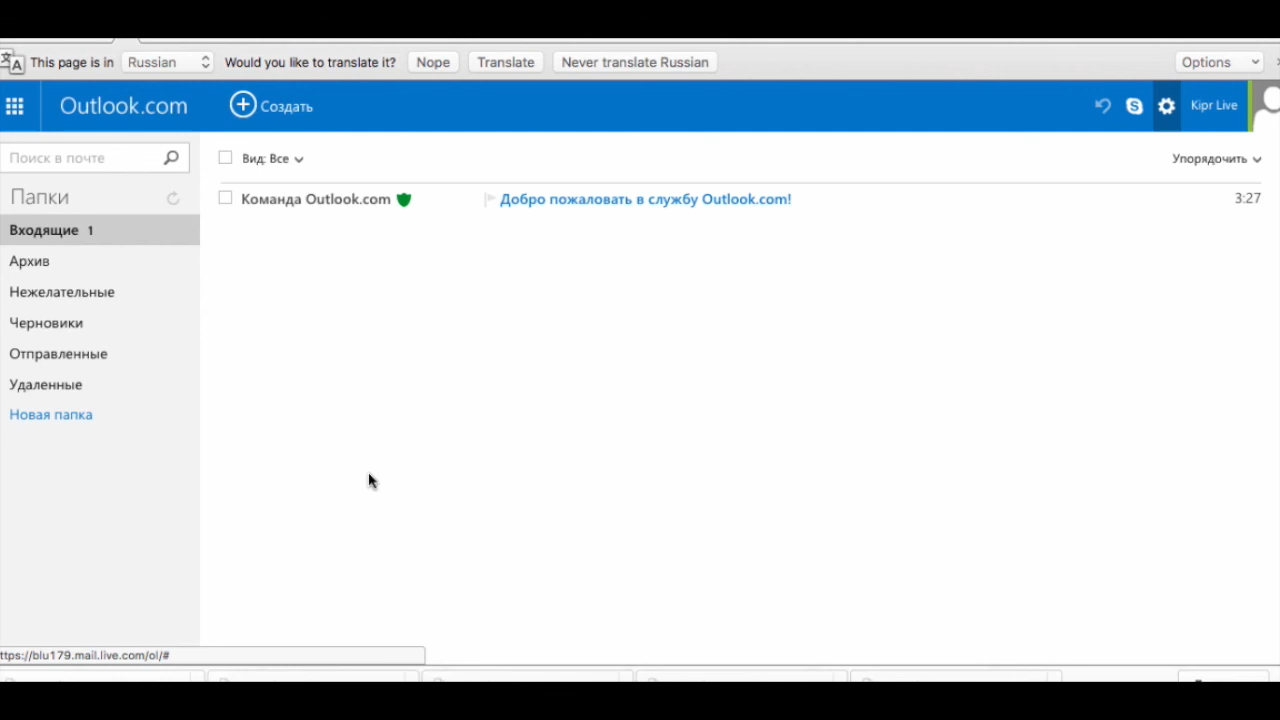 This page is in Russian Would you like to translate it? Nope Translate Never translate Russian Options
Outlook.com Создать Kipr Live
Поиск в почте Вид: Все Упорядочить
Папки Команда Outlook.com Добро пожаловать в службу Outlook.com! 3:27
Входящие 1
Архив
Нежелательные
Черновики
Отправленные
Удаленные
Новая папка
ttps://blu179.mail.live.com/ol/#